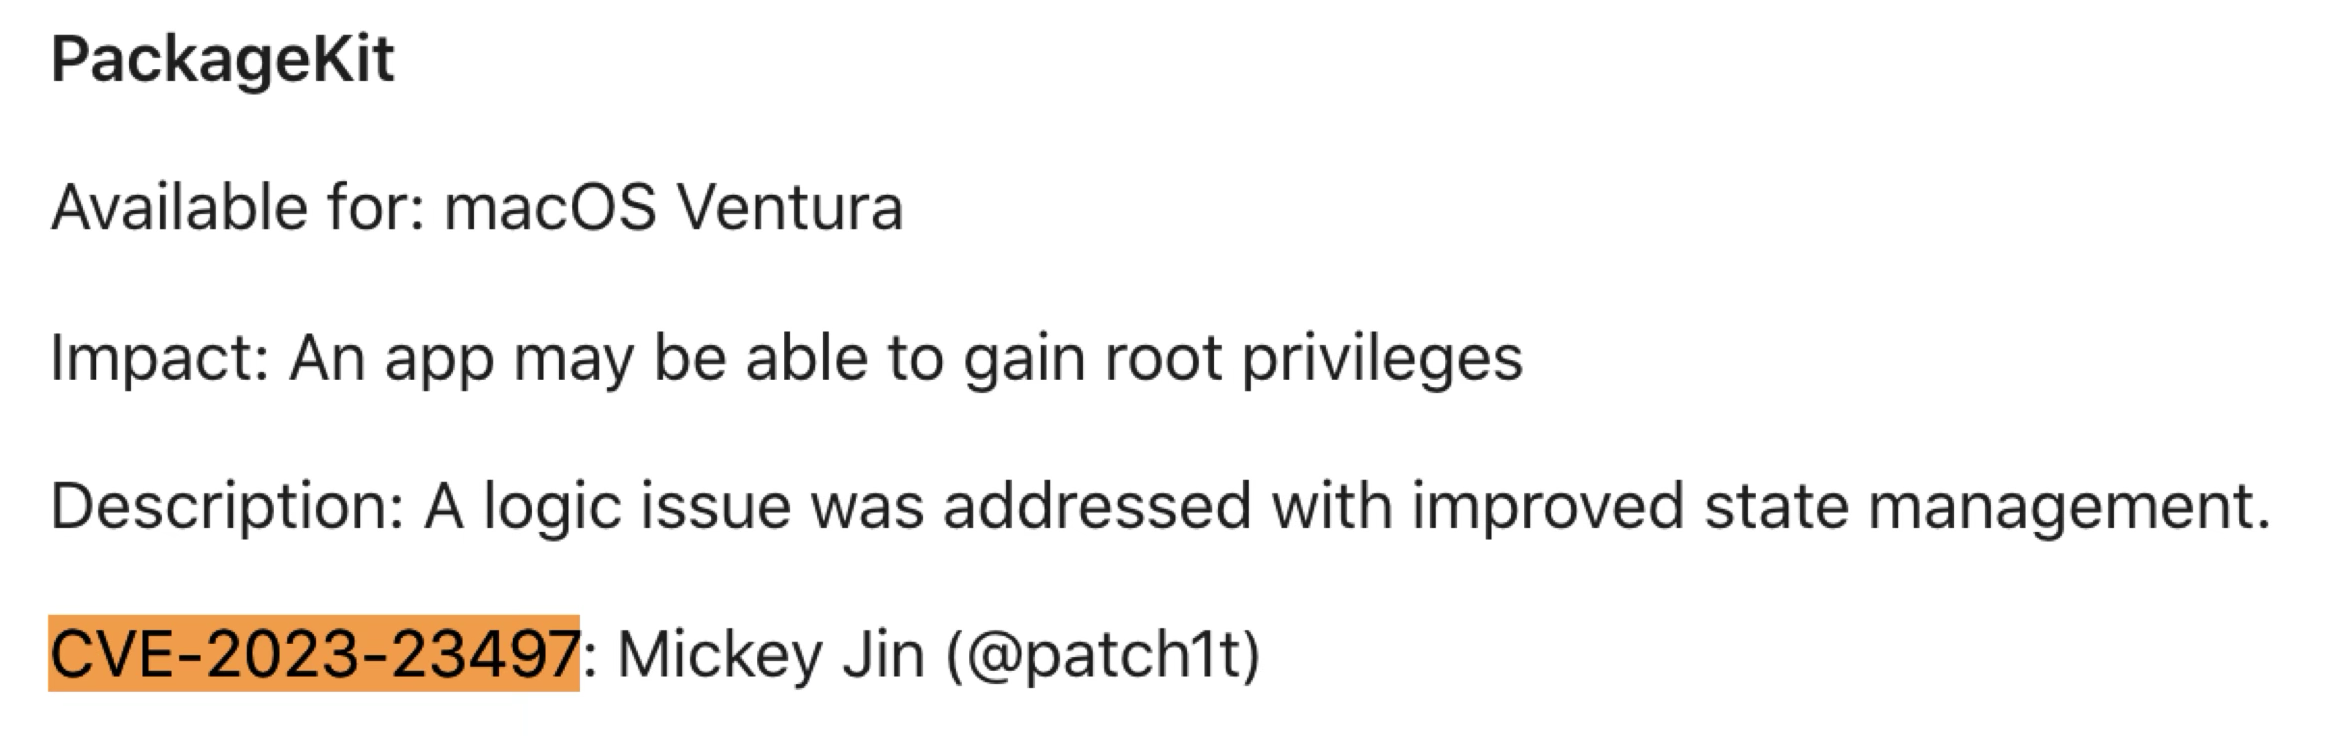 PackageKit
Available for: macOS Ventura
Impact: An app may be able to gain root privileges
Description: A logic issue was addressed with improved state management.
CVE-2023-23497: Mickey Jin (@patch1t)